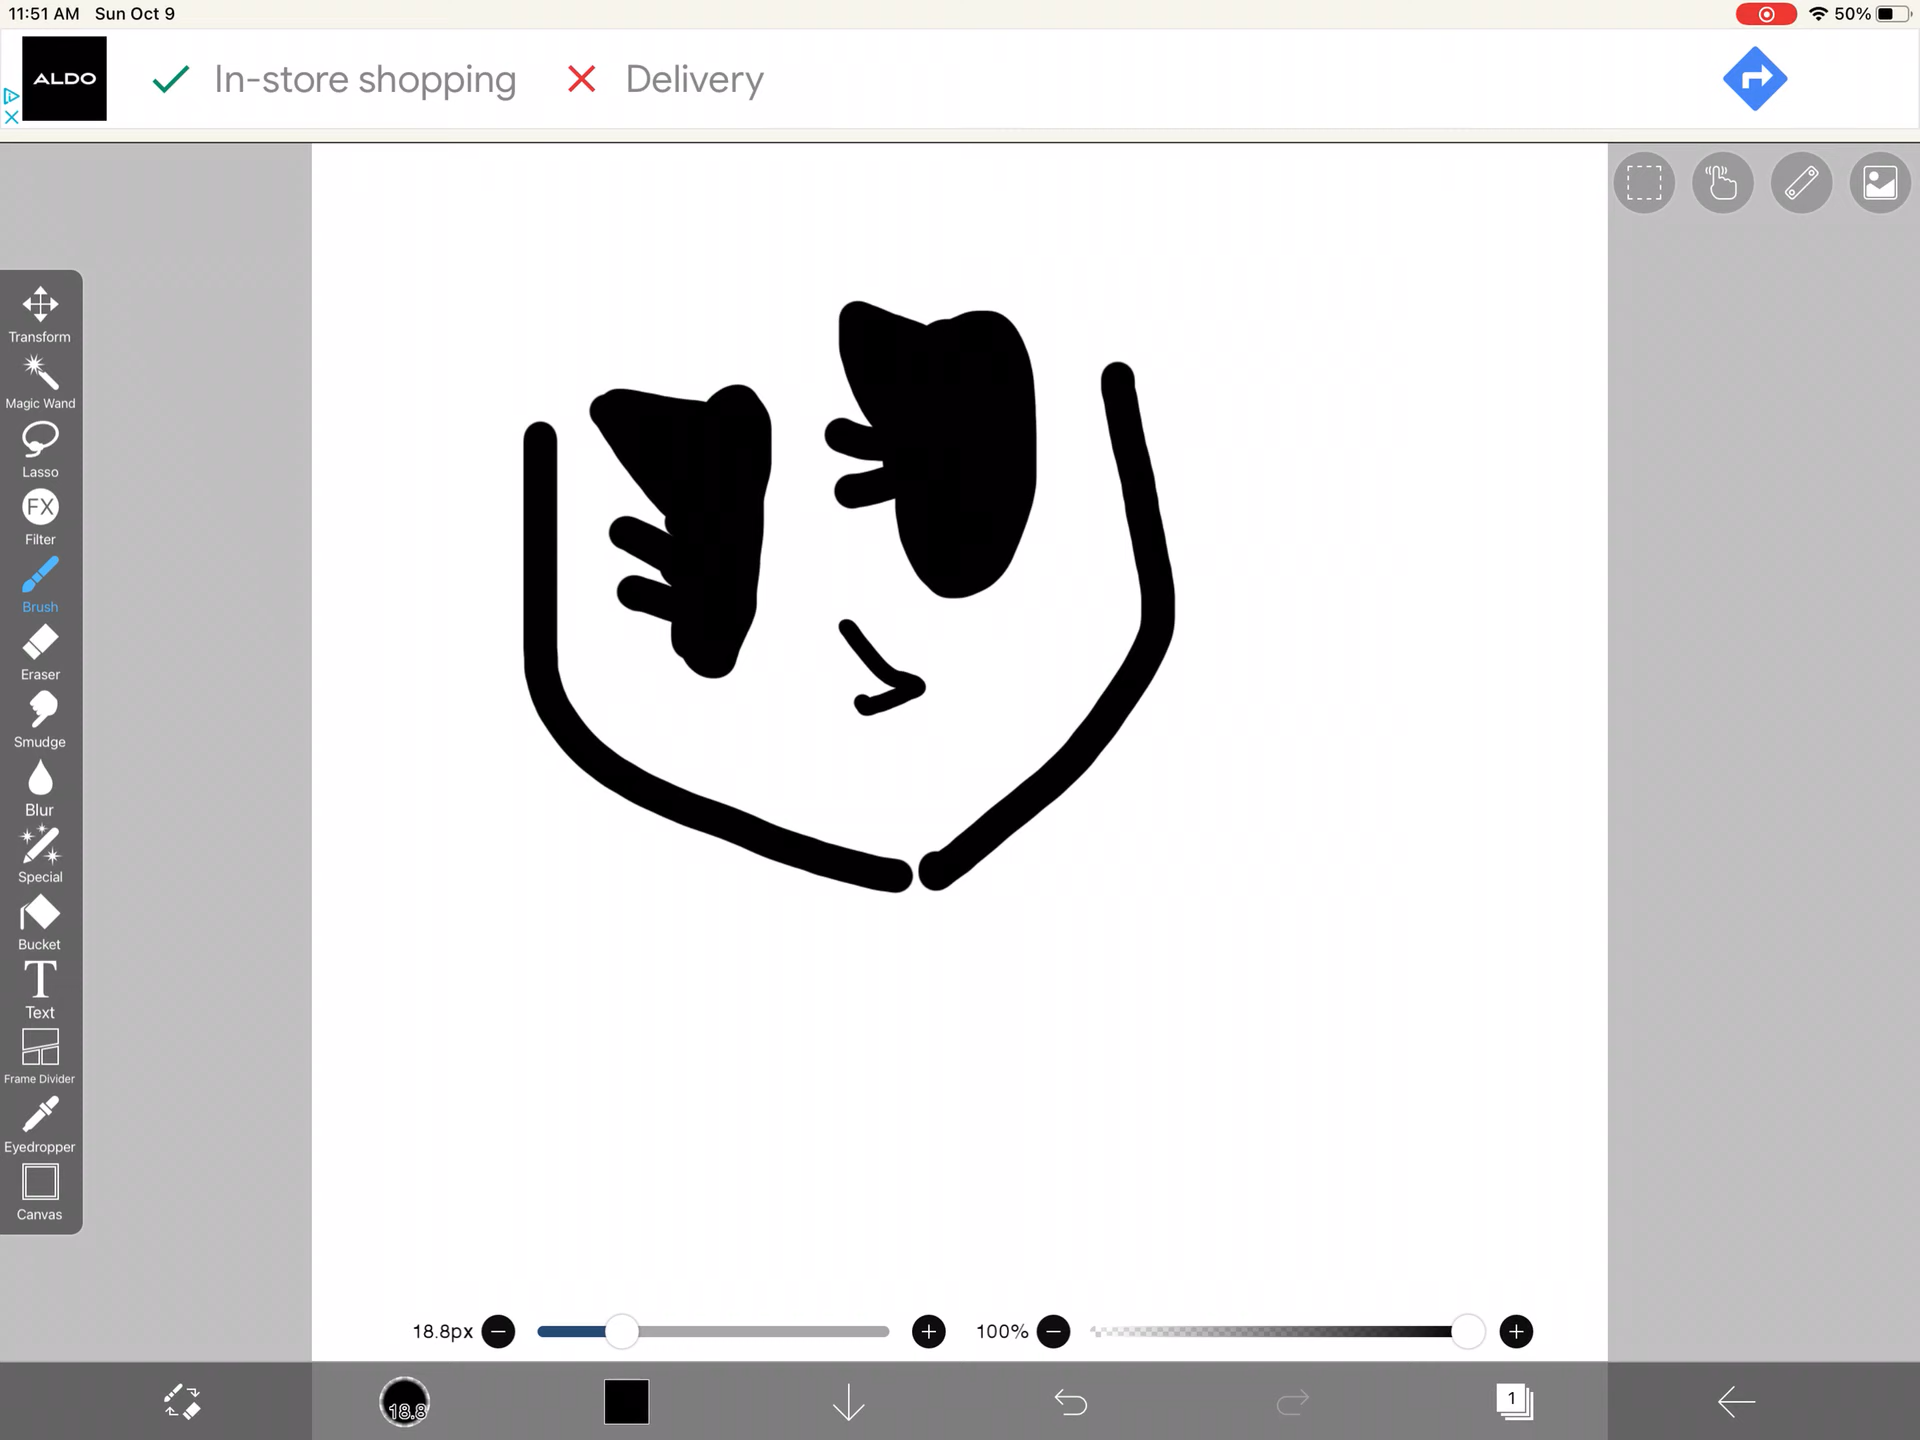 11:51 AM Sun Oct 9
50%
ALDO
In-store shopping
Delivery
Transform
Magic Wand
Lasso
FX
Filter
Brush
Eraser
Smudge
Blur
Special
Bucket
T
Text
Frame Divider
Eyedropper
Canvas
18.8px
100%
18.8
1